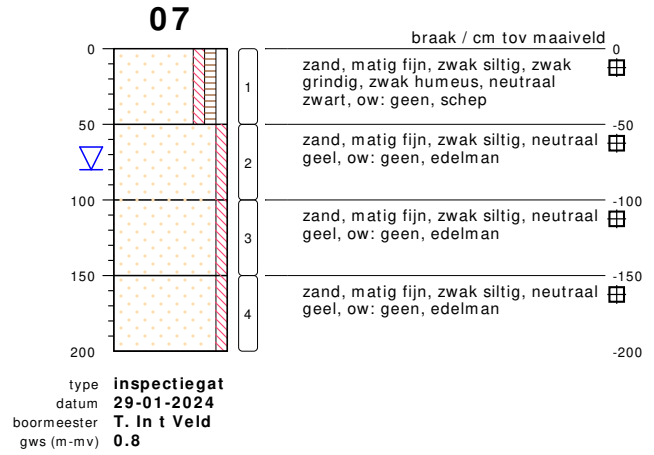 07
braak / cm tov maaiveld
0
0
zand, matig fijn, zwak siltig, zwak
grindig, zwak humeus, neutraal
zwart, ow: geen, schep
1
50
-50
zand, matig fijn, zwak siltig, neutraal
geel, ow: geen, edelman
2
100
-100
zand, matig fijn, zwak siltig, neutraal
geel, ow: geen, edelman
3
150
-150
zand, matig fijn, zwak siltig, neutraal
geel, ow: geen, edelman
4
200
-200
type inspectiegat
datum 29-01-2024
boormeester T. In t Veld
gws (m-mv) 0.8